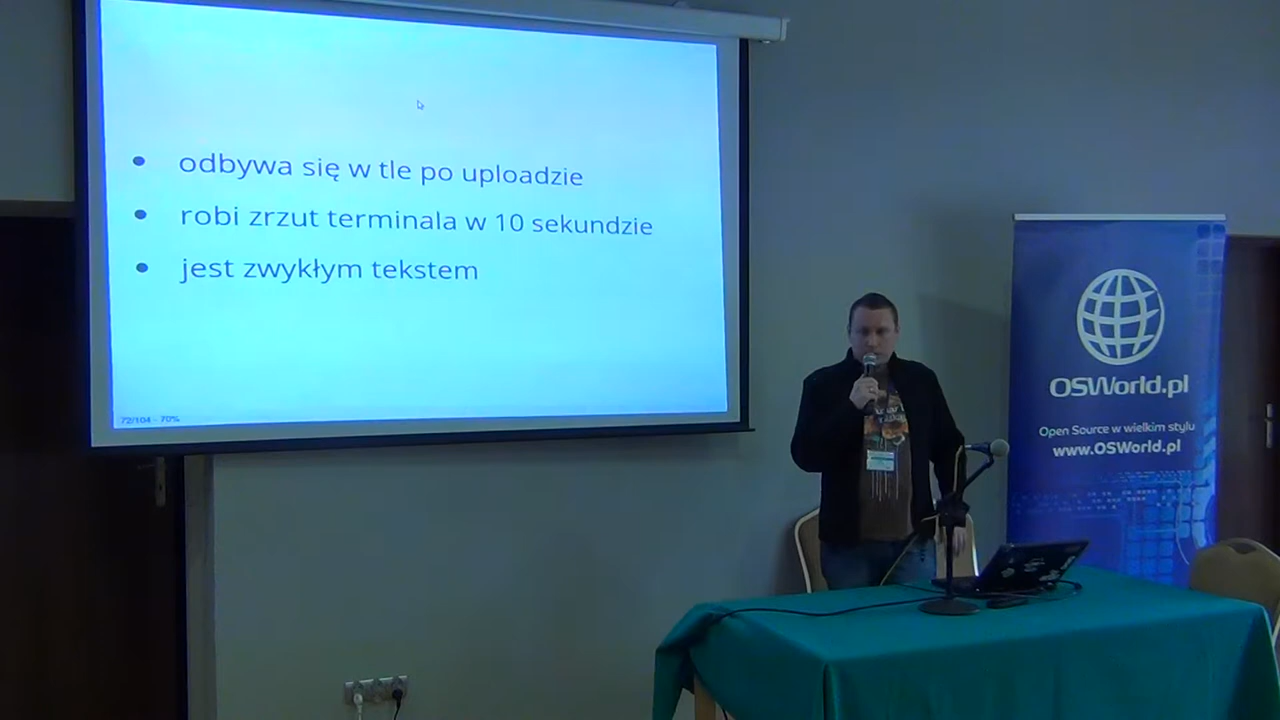 odbywa się w tle po uploadzie
robi zrzut terminala w 10 sekundzie
jest zwykłym tekstem
72/104 - 70%
OSWorld.pl
Open Source w wielkim stylu
www.OSWorld.pl